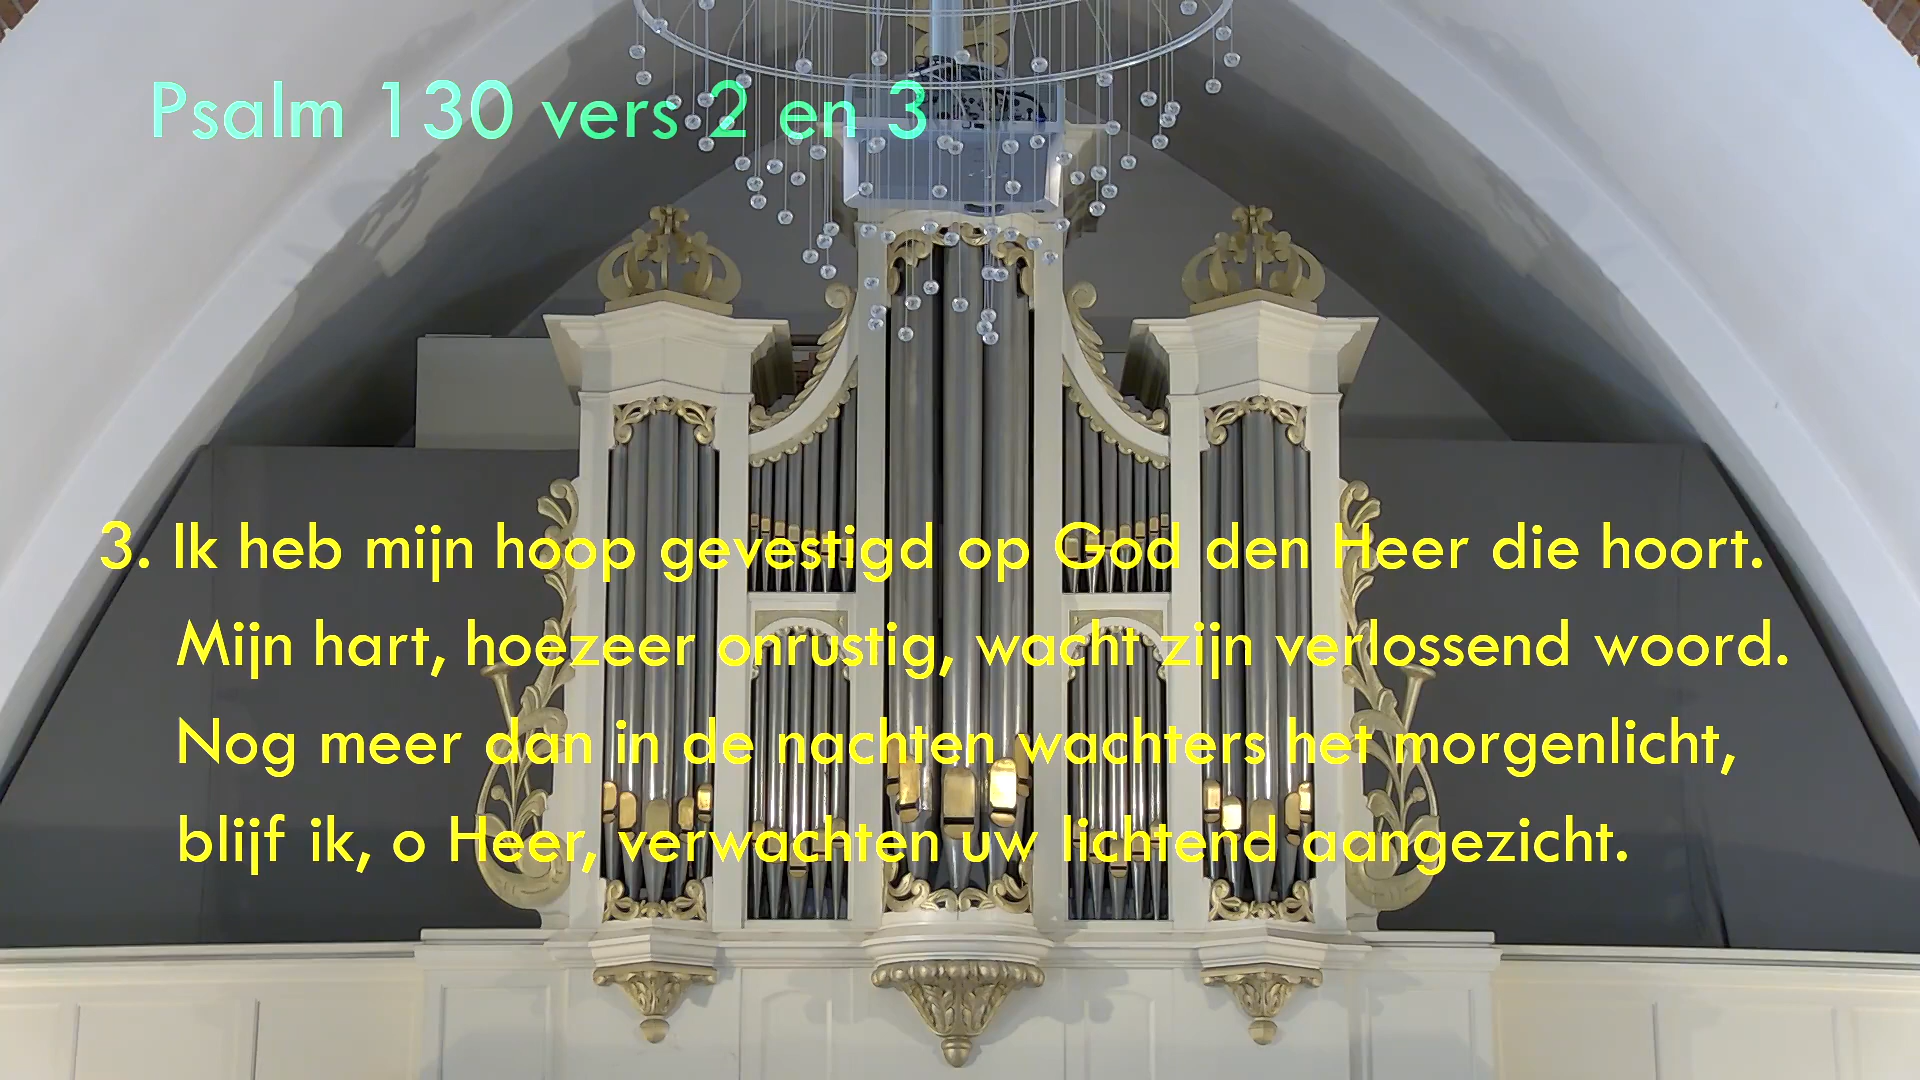 Psalm 130 vers 2 en 3
3. Ik heb mijn hoop gevestigd op God den Heer die hoort.
Mijn hart, hoezeer onrustig, wacht zijn verlossend woord.
Nog meer dan in de nachten wachters het morgenlicht,
blijf ik, o Heer, verwachten uw lichtend aangezicht.